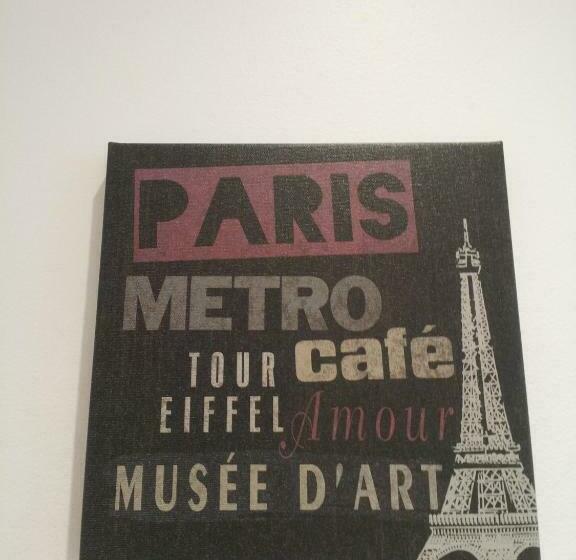 PARIS
METRO
café
TOUR
EIFFEL
Amour
MUSÉE D'ART